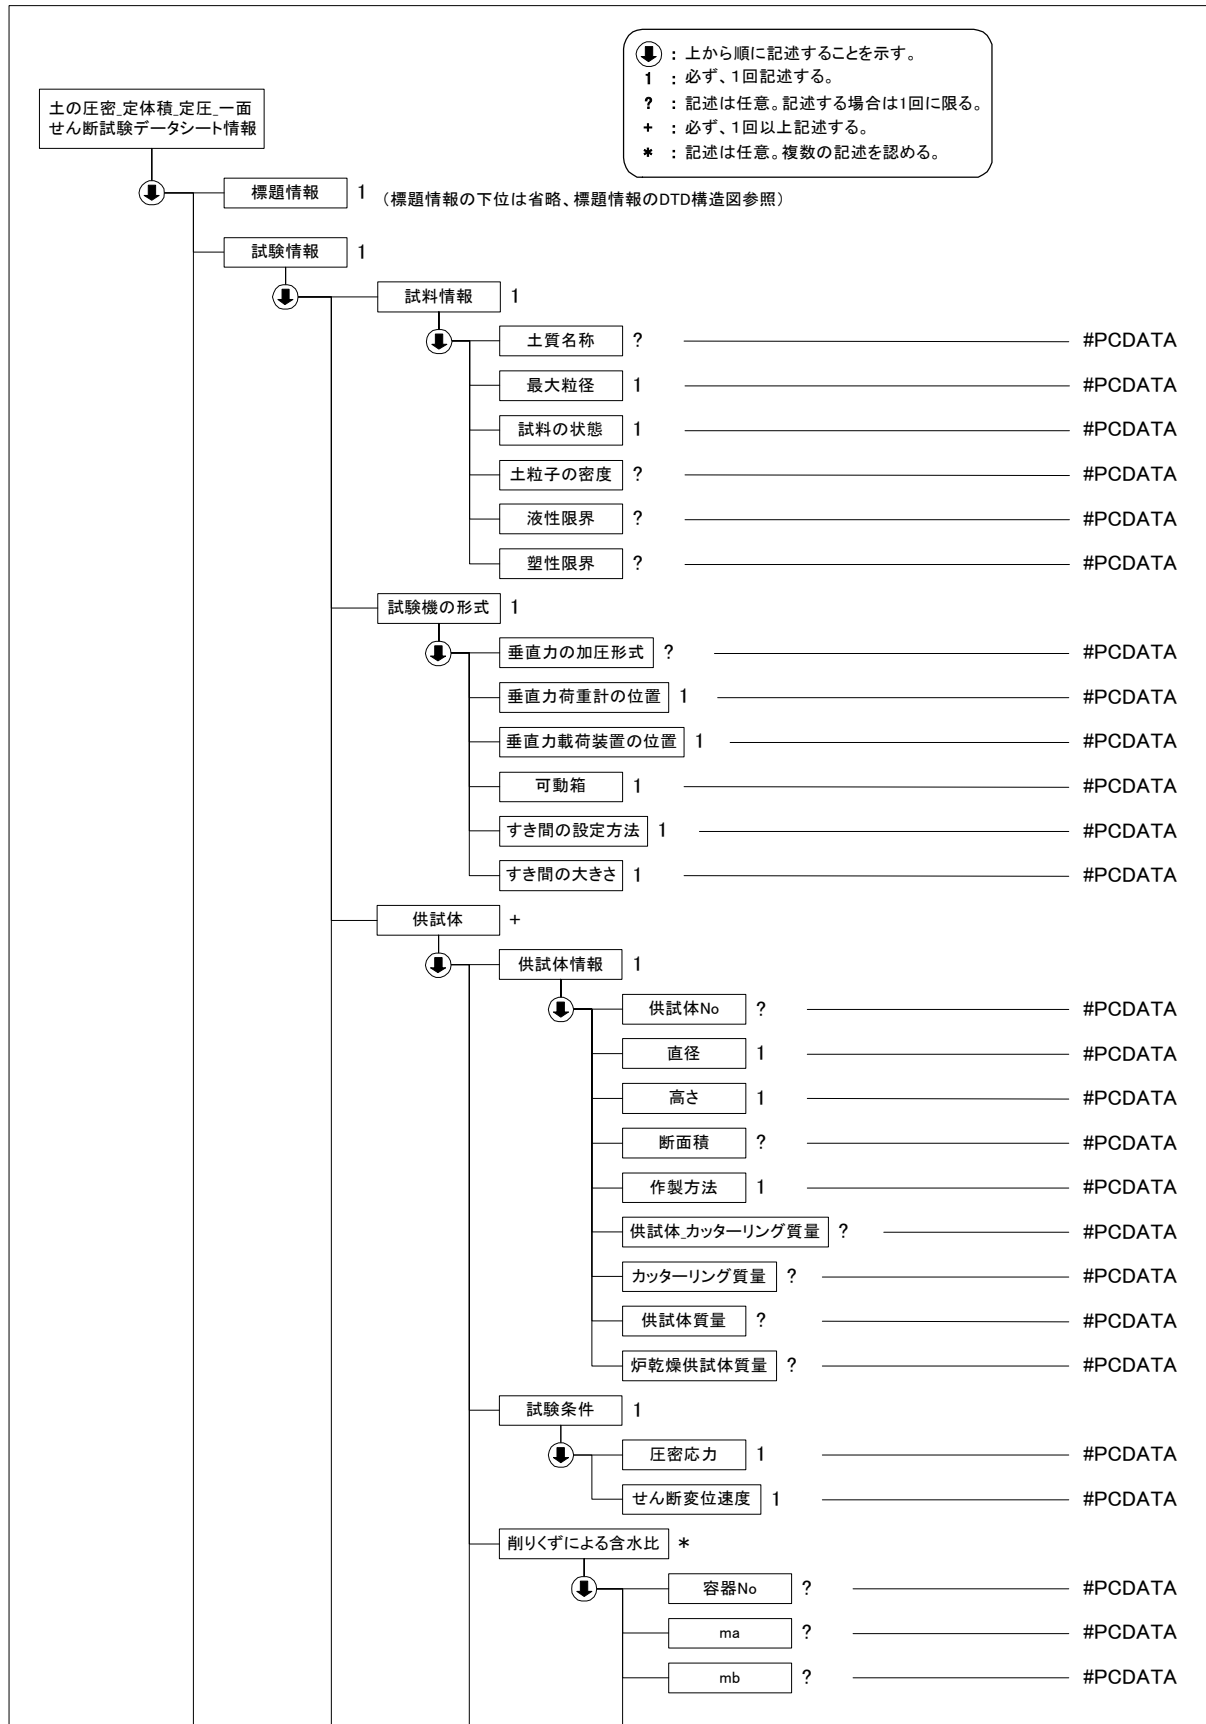 : 上から順に記述することを示す。
1 : 必ず、1回記述する。
? : 記述は任意。記述する場合は1回に限る。
+ : 必ず、1回以上記述する。
* : 記述は任意。複数の記述を認める。
土の圧密_定体積_定圧_一面
せん断試験データシート情報
標題情報 1 (標題情報の下位は省略、標題情報のDTD構造図参照)
試験情報 1
試料情報 1
土質名称 ? #PCDATA
最大粒径 1 #PCDATA
試料の状態 1 #PCDATA
土粒子の密度 ? #PCDATA
液性限界 ? #PCDATA
塑性限界 ? #PCDATA
試験機の形式 1
垂直力の加圧形式 ? #PCDATA
垂直力荷重計の位置 1 #PCDATA
垂直力載荷装置の位置 1 #PCDATA
可動箱 1 #PCDATA
すき間の設定方法 1 #PCDATA
すき間の大きさ 1 #PCDATA
供試体 +
供試体情報 1
供試体No ? #PCDATA
直径 1 #PCDATA
高さ 1 #PCDATA
断面積 ? #PCDATA
作製方法 1 #PCDATA
供試体_カッターリング質量 ? #PCDATA
カッターリング質量 ? #PCDATA
供試体質量 ? #PCDATA
炉乾燥供試体質量 ? #PCDATA
試験条件 1
圧密応力 1 #PCDATA
せん断変位速度 1 #PCDATA
削りくずによる含水比 *
容器No ? #PCDATA
ma ? #PCDATA
mb ? #PCDATA